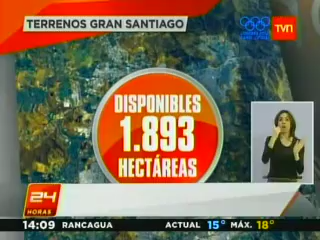 TERRENOS GRAN SANTIAGO
TVN
DISPONIBLES
1.893
HECTÁREAS
24
HORAS
14:09 RANCAGUA ACTUAL 15° MÁX. 18°